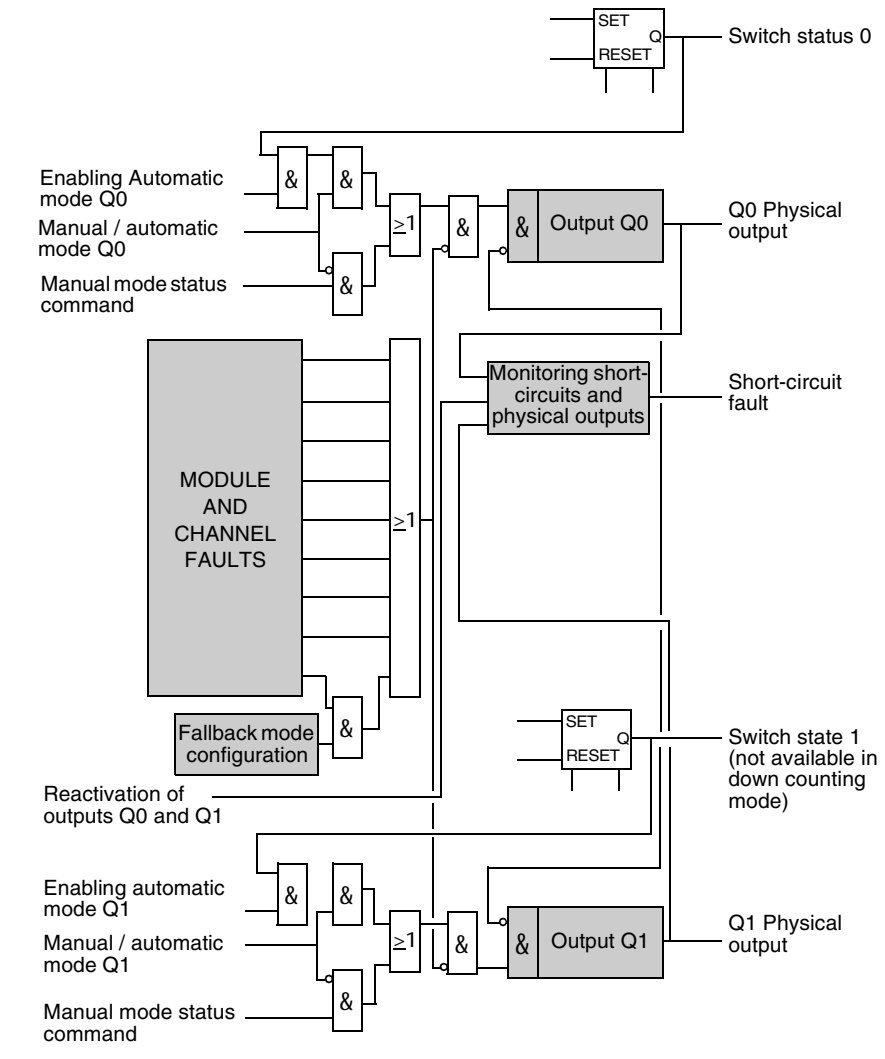 SET
Q
RESET
Switch status 0
Enabling Automatic
mode Q0
Manual / automatic
mode Q0
Manual mode status
command
&
&
&
≥1
&
&
Output Q0
Q0 Physical
output
Monitoring short-
circuits and
physical outputs
Short-circuit
fault
MODULE
AND
CHANNEL
FAULTS
≥1
&
Fallback mode
configuration
Reactivation of
outputs Q0 and Q1
SET
Q
RESET
Switch state 1
(not available in
down counting
mode)
Enabling automatic
mode Q1
Manual / automatic
mode Q1
Manual mode status
command
&
&
&
≥1
&
&
Output Q1
Q1 Physical
output